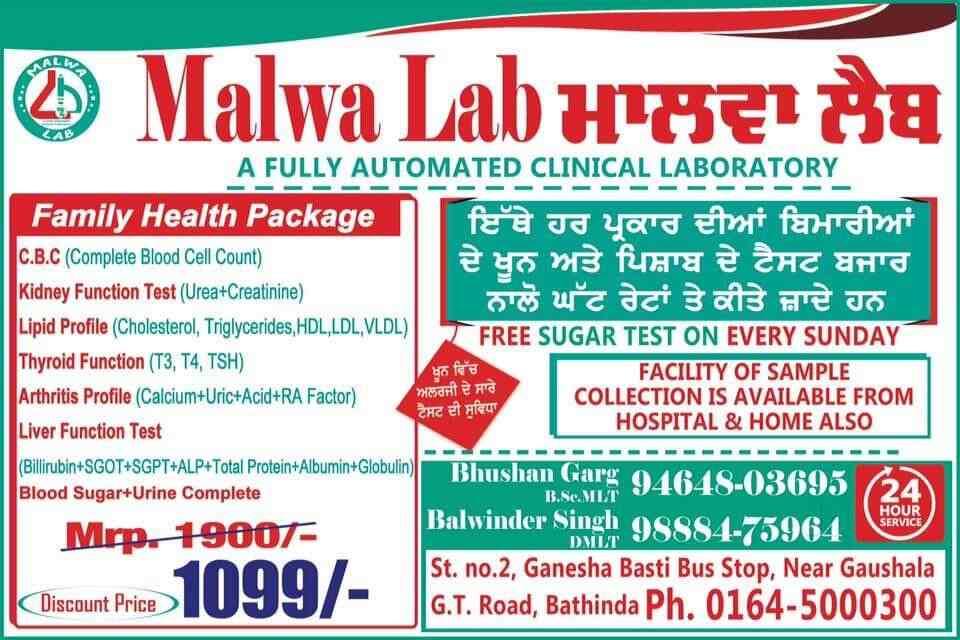 MALWA
LAB
Malwa Lab ਮਾਲਵਾ ਲੈਬ
A FULLY AUTOMATED CLINICAL LABORATORY
Family Health Package
C.B.C (Complete Blood Cell Count)
Kidney Function Test (Urea+Creatinine)
Lipid Profile (Cholesterol, Triglycerides,HDL,LDL,VLDL)
Thyroid Function (T3, T4, TSH)
Arthritis Profile (Calcium+Uric+Acid+RA Factor)
Liver Function Test
(Billirubin+SGOT+SGPT+ALP+Total Protein+Albumin+Globulin)
Blood Sugar+Urine Complete
Mrp. 1900/-
Discount Price 1099/-
ਇੱਥੇ ਹਰ ਪ੍ਰਕਾਰ ਦੀਆਂ ਬਿਮਾਰੀਆਂ
ਦੇ ਖੂਨ ਅਤੇ ਪਿਸ਼ਾਬ ਦੇ ਟੈਸਟ ਬਜਾਰ
ਨਾਲੋ ਘੱਟ ਰੇਟਾਂ ਤੇ ਕੀਤੇ ਜ਼ਾਦੇ ਹਨ
FREE SUGAR TEST ON EVERY SUNDAY
ਖੂਨ ਵਿੱਚ
ਅਲਰਜੀ ਦੇ ਸਾਰੇ
ਟੈਸਟ ਦੀ ਸੁਵਿਧਾ
FACILITY OF SAMPLE
COLLECTION IS AVAILABLE FROM
HOSPITAL & HOME ALSO
Bhushan Garg 94648-03695
B.Sc.MLT
Balwinder Singh 98884-75964
DMLT
24
HOUR
SERVICE
St. no.2, Ganesha Basti Bus Stop, Near Gaushala
G.T. Road, Bathinda Ph. 0164-5000300